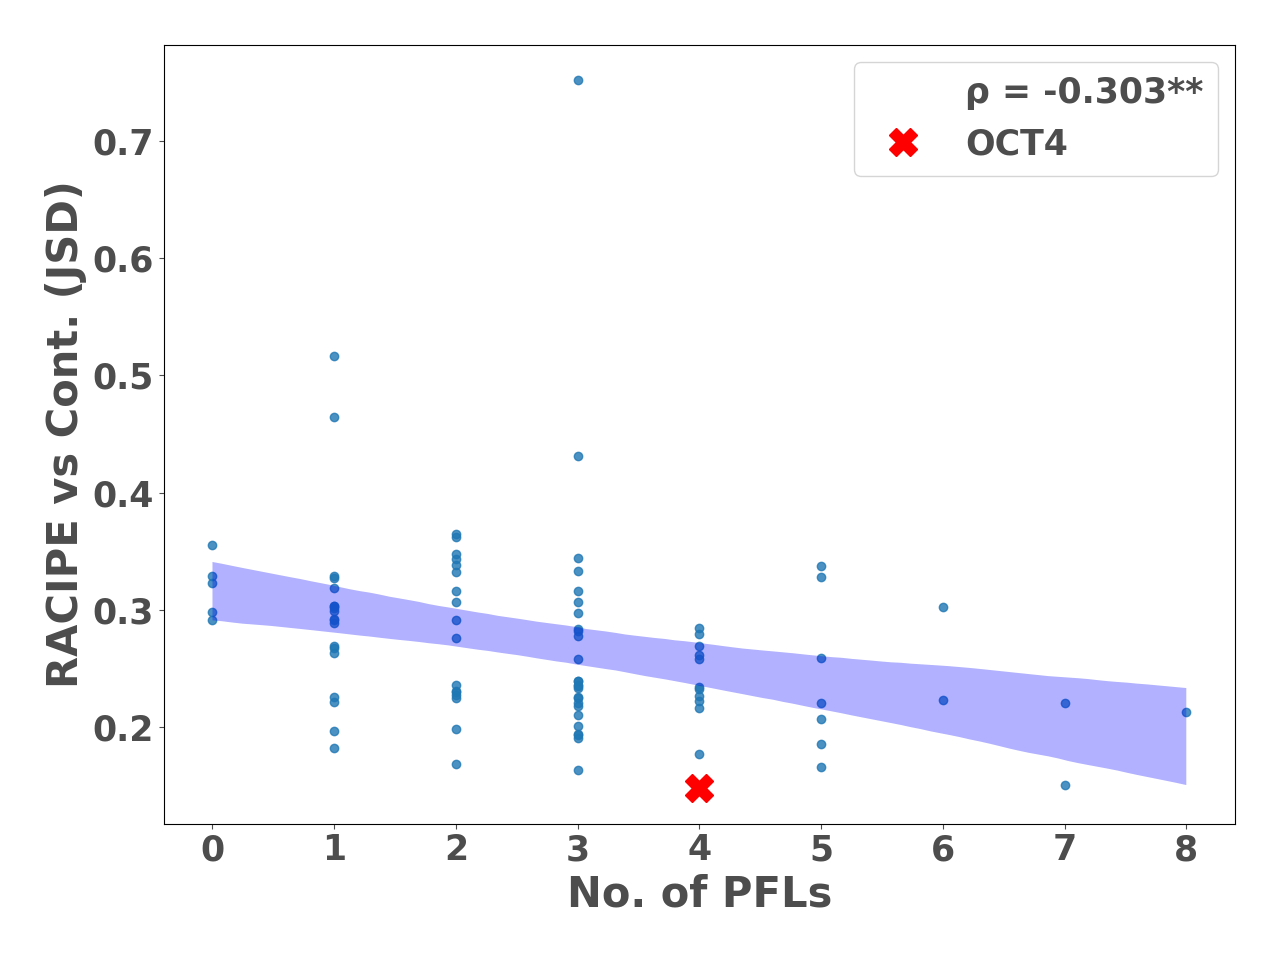 ρ = -0.303**
OCT4
RACIPE vs Cont. (JSD)
0.7
0.6
0.5
0.4
0.3
0.2
0 1 2 3 4 5 6 7 8
No. of PFLs